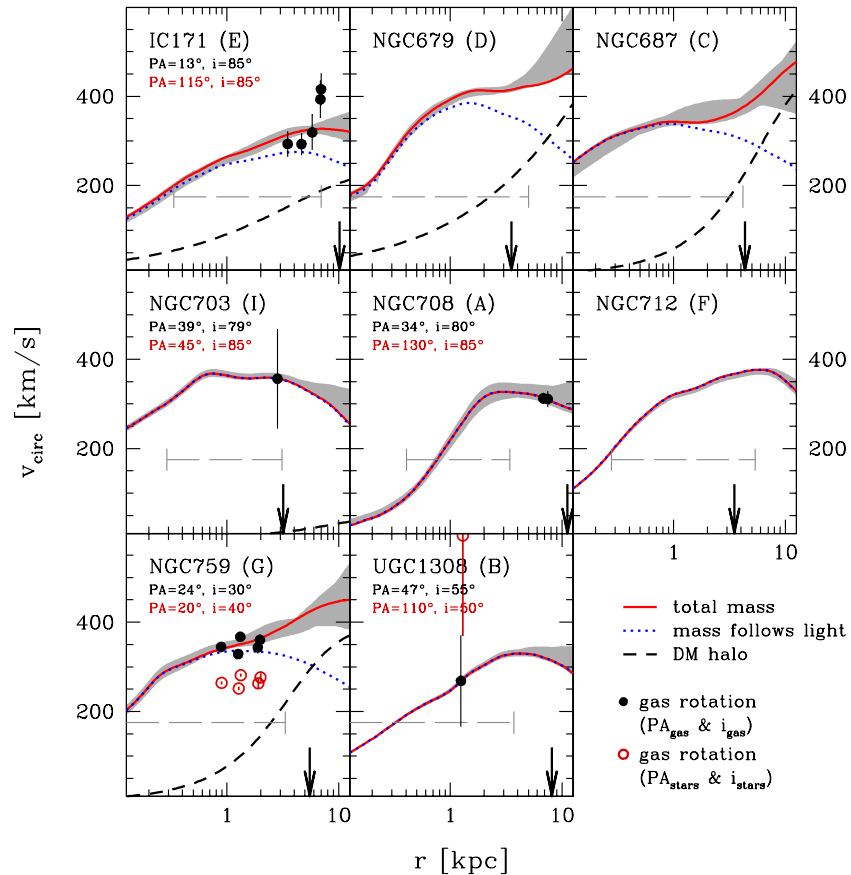 IC171 (E)
PA=13°, i=85°
PA=115°, i=85°
NGC679 (D)
NGC687 (C)
400
200
NGC703 (I)
PA=39°, i=79°
PA=45°, i=85°
NGC708 (A)
PA=34°, i=80°
PA=130°, i=85°
NGC712 (F)
400
200
400
200
1
10
NGC759 (G)
PA=24°, i=30°
PA=20°, i=40°
UGC1308 (B)
PA=47°, i=55°
PA=110°, i=50°
400
200
1
10
1
10
v_circ [km/s]
r [kpc]
total mass
mass follows light
DM halo
gas rotation
(PA_gas & i_gas)
gas rotation
(PA_stars & i_stars)